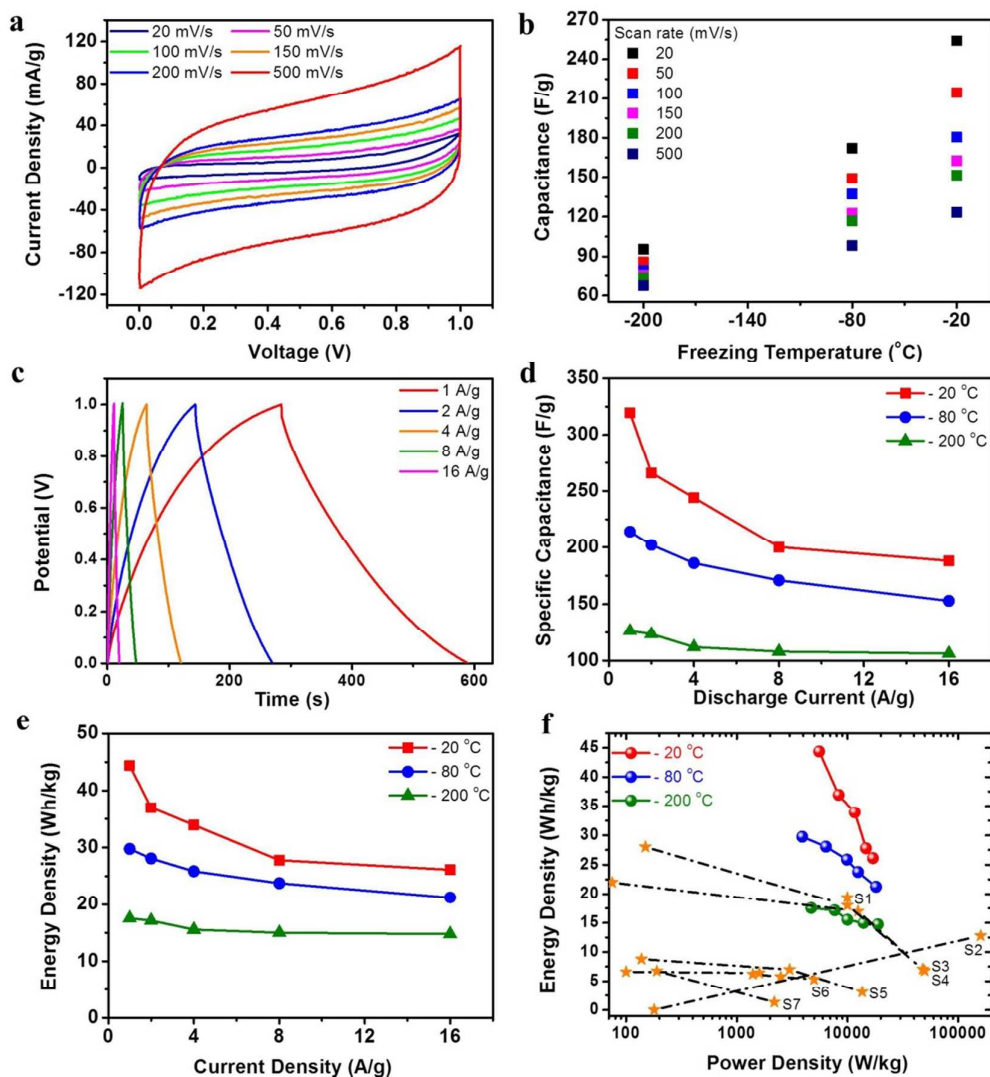 a
20 mV/s 50 mV/s
100 mV/s 150 mV/s
200 mV/s 500 mV/s
Current Density (mA/g)
120
80
40
0
-40
-80
-120
0.0 0.2 0.4 0.6 0.8 1.0
Voltage (V)
b
Scan rate (mV/s)
20
50
100
150
200
500
Capacitance (F/g)
270
240
210
180
150
120
90
60
-200 -140 -80 -20
Freezing Temperature (°C)
c
1 A/g
2 A/g
4 A/g
8 A/g
16 A/g
Potential (V)
1.0
0.8
0.6
0.4
0.2
0.0
0 200 400 600
Time (s)
d
- 20 °C
- 80 °C
- 200 °C
Specific Capacitance (F/g)
350
300
250
200
150
100
0 4 8 12 16
Discharge Current (A/g)
e
- 20 °C
- 80 °C
- 200 °C
Energy Density (Wh/kg)
50
40
30
20
10
0
0 4 8 12 16
Current Density (A/g)
f
- 20 °C
- 80 °C
- 200 °C
Energy Density (Wh/kg)
45
40
35
30
25
20
15
10
5
0
S1
S2
S3
S4
S5
S6
S7
100 1000 10000 100000
Power Density (W/kg)